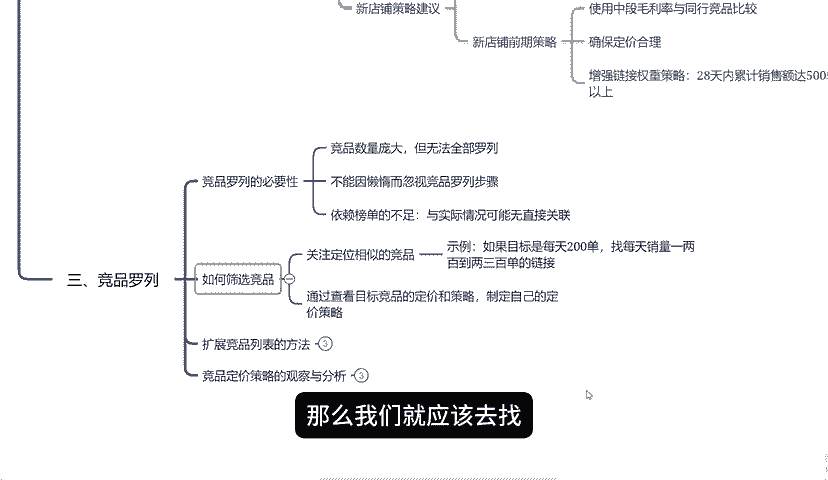 新店铺策略建议
使用中段毛利率与同行竞品比较
新店铺前期策略
确保定价合理
增强链接权重策略：28天内累计销售额达500
以上
竞品罗列的必要性
竞品数量庞大，但无法全部罗列
不能因懒惰而忽视竞品罗列步骤
依赖榜单的不足：与实际情况可能无直接关联
三、竞品罗列
如何筛选竞品
关注定位相似的竞品
示例：如果目标是每天200单，找每天销量一两
百到两三百单的链接
通过查看目标竞品的定价和策略，制定自己的定
价策略
扩展竞品列表的方法
3
竞品定价策略的观察与分析
3
那么我们就应该去找